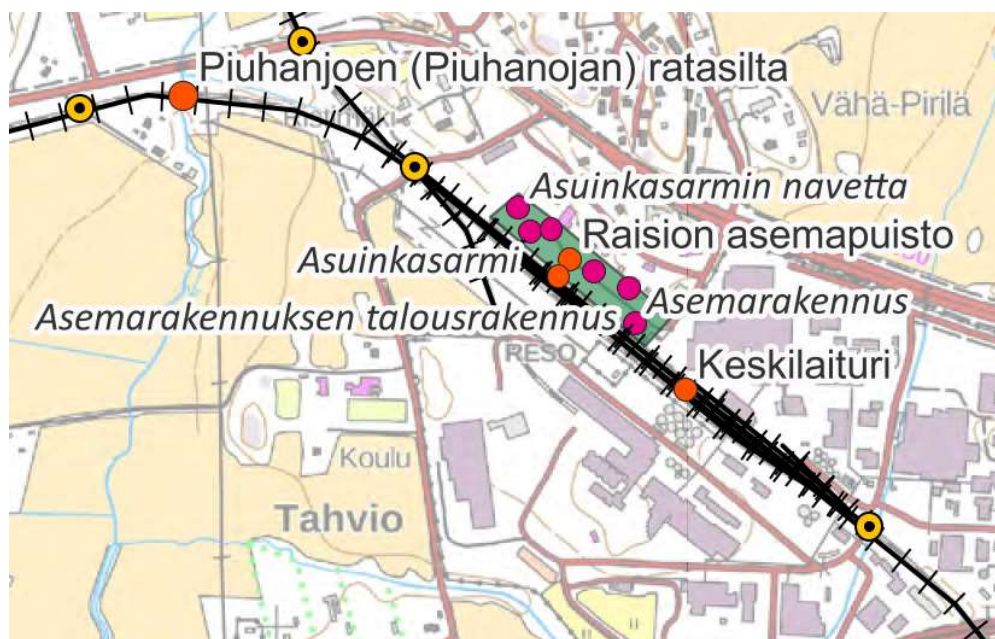 Piuhanjoen (Piuhanojan) ratasilta
Vähä-Pirilä
Asuinkasarmin navetta
Raision asemapuisto
Asuinkasarmi
Asemarakennus
Asemarakennuksen talousrakennus
RESO
Keskilaituri
Koulu
Tahvio